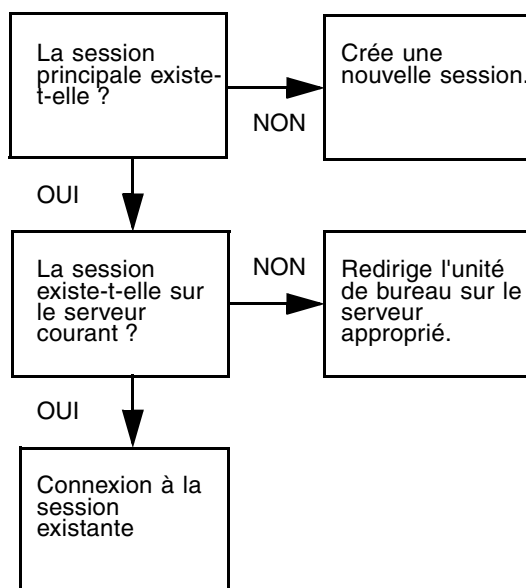 La session
principale existe-
t-elle ?
Crée une
nouvelle session.
NON
OUI
La session
existe-t-elle sur
le serveur
courant ?
NON
Redirige l'unité
de bureau sur le
serveur
approprié.
OUI
Connexion à la
session
existante